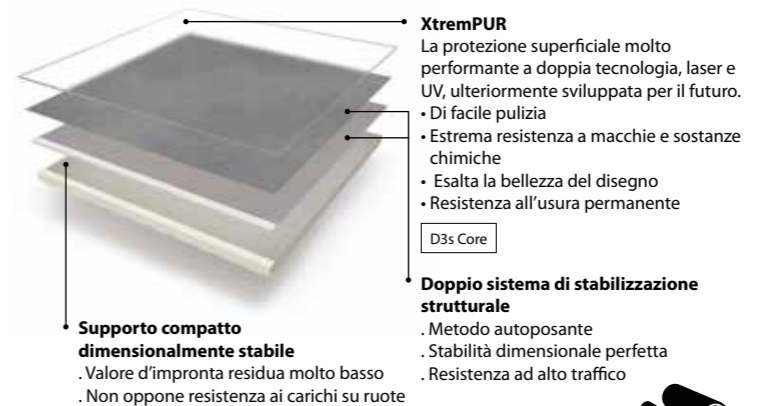 XtremPUR
La protezione superficiale molto
performante a doppia tecnologia, laser e
UV, ulteriormente sviluppata per il futuro.
• Di facile pulizia
• Estrema resistenza a macchie e sostanze
chimiche
• Esalta la bellezza del disegno
• Resistenza all’usura permanente
D3s Core
Doppio sistema di stabilizzazione
strutturale
. Metodo autoposante
. Stabilità dimensionale perfetta
. Resistenza ad alto traffico
Supporto compatto
dimensionalmente stabile
. Valore d’impronta residua molto basso
. Non oppone resistenza ai carichi su ruote